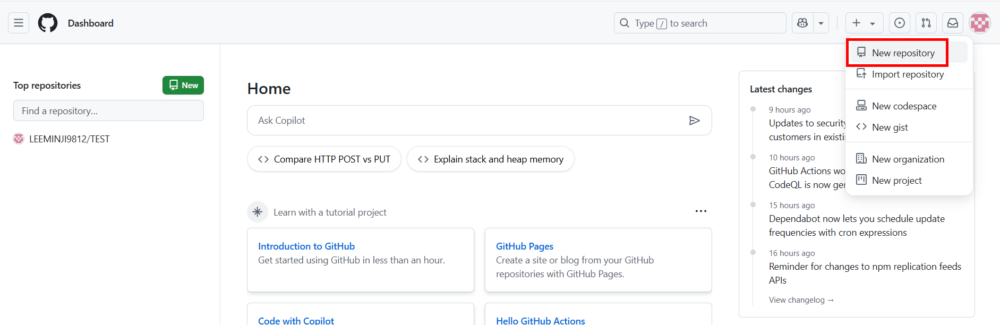 Dashboard
Type / to search
New repository
Import repository
New codespace
New gist
New organization
New project
Top repositories
New
Find a repository...
LEEMINJI9812/TEST
Home
Ask Copilot
Compare HTTP POST vs PUT
Explain stack and heap memory
Learn with a tutorial project
Introduction to GitHub
Get started using GitHub in less than an hour.
GitHub Pages
Create a site or blog from your GitHub
repositories with GitHub Pages.
Code with Copilot
Hello GitHub Actions
Latest changes
9 hours ago
Updates to security
customers in existi
10 hours ago
GitHub Actions wo
CodeQL is now ger
15 hours ago
Dependabot now lets you schedule update
frequencies with cron expressions
16 hours ago
Reminder for changes to npm replication feeds
APIs
View changelog →